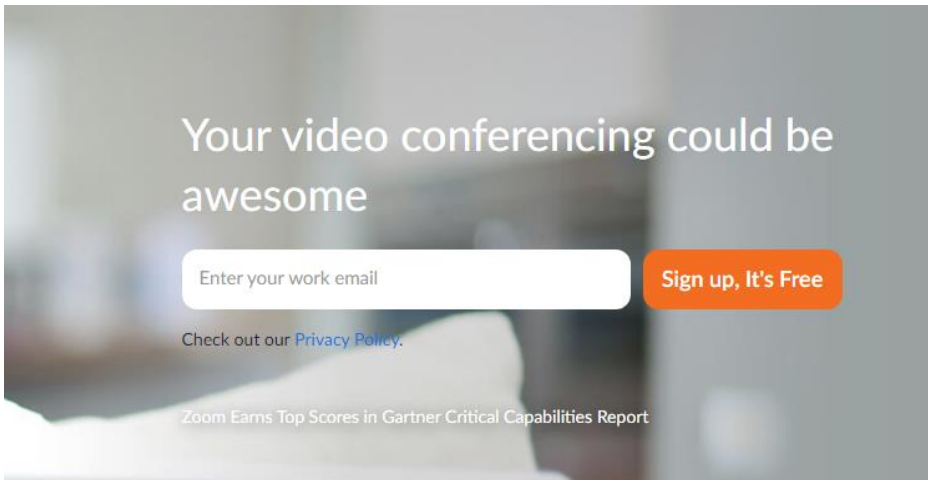 Your video conferencing could be
awesome
Enter your work email
Sign up, It's Free
Check out our Privacy Policy.
Zoom Earns Top Scores in Gartner Critical Capabilities Report